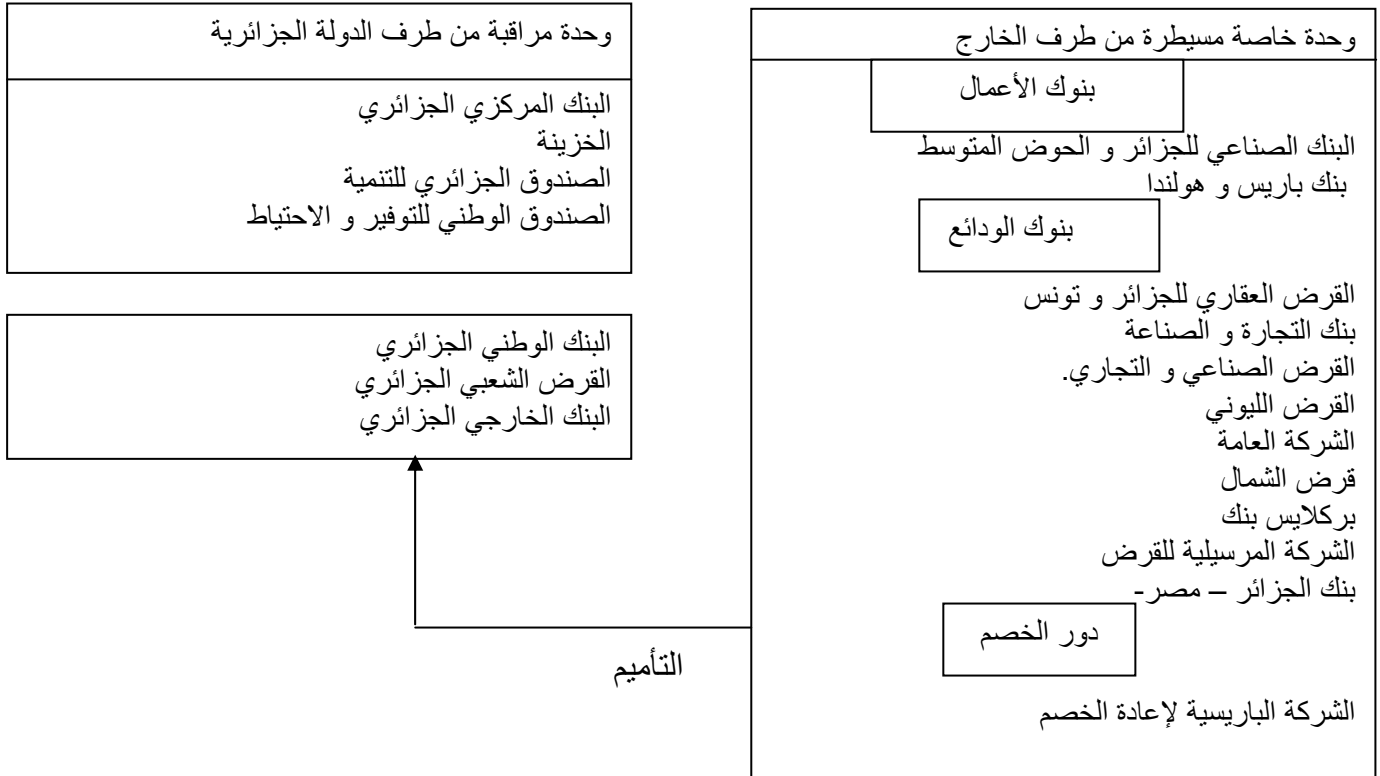 وحدة خاصة مسيطرة من طرف الخارج
بنوك الأعمال
البنك الصناعي للجزائر و الحوض المتوسط
بنك باريس و هولندا
بنوك الودائع
القرض العقاري للجزائر و تونس
بنك التجارة و الصناعة
القرض الصناعي و التجاري.
القرض الليوني
الشركة العامة
قرض الشمال
بركلايس بنك
الشركة المرسيلية للقرض
بنك الجزائر – مصر-
دور الخصم
الشركة الباريسية لإعادة الخصم
وحدة مراقبة من طرف الدولة الجزائرية
البنك المركزي الجزائري
الخزينة
الصندوق الجزائري للتنمية
الصندوق الوطني للتوفير و الاحتياط
البنك الوطني الجزائري
القرض الشعبي الجزائري
البنك الخارجي الجزائري
التأميم